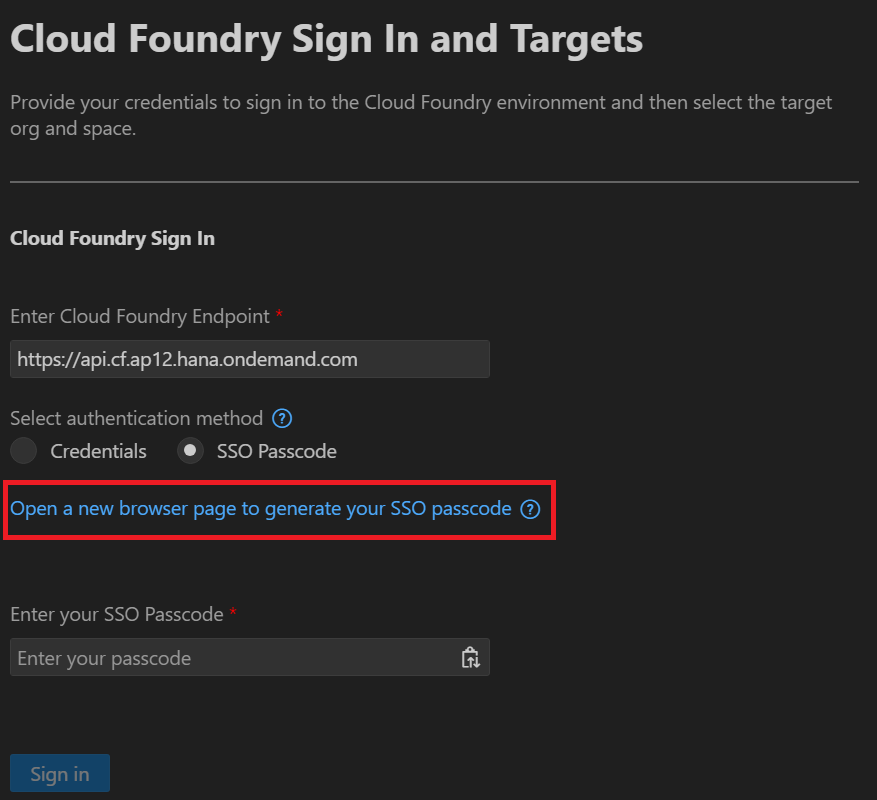 Cloud Foundry Sign In and Targets
Provide your credentials to sign in to the Cloud Foundry environment and then select the target
org and space.
Cloud Foundry Sign In
Enter Cloud Foundry Endpoint *
https://api.cf.ap12.hana.ondemand.com
Select authentication method ?
Credentials SSO Passcode
Open a new browser page to generate your SSO passcode ?
Enter your SSO Passcode *
Enter your passcode
Sign in